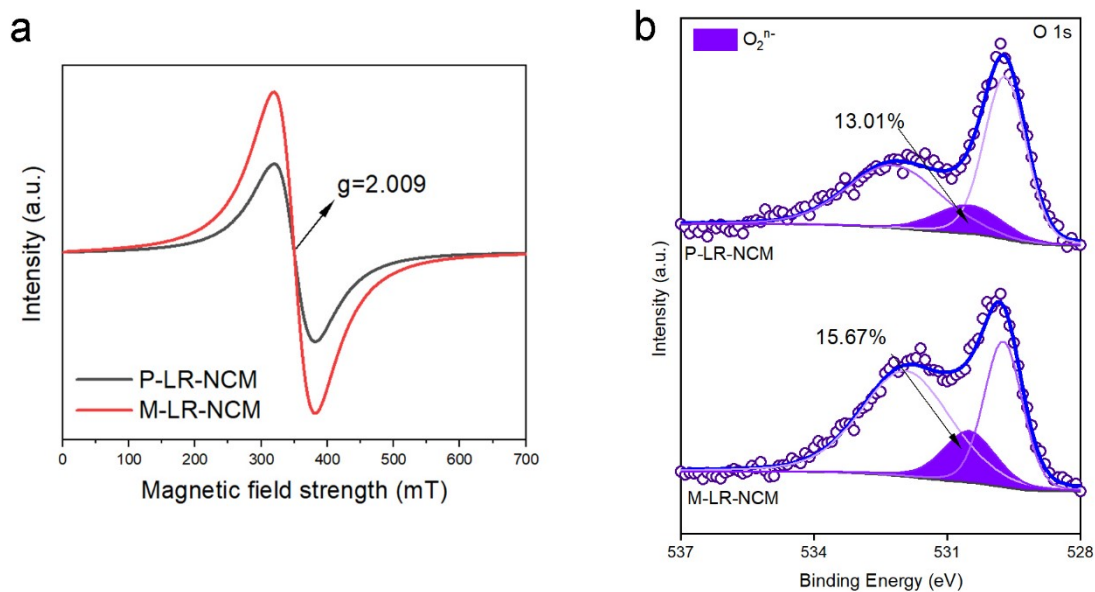 a
Intensity (a.u.)
g=2.009
P-LR-NCM
M-LR-NCM
0 100 200 300 400 500 600 700
Magnetic field strength (mT)
b
O₂ⁿ⁻
O 1s
Intensity (a.u.)
13.01%
P-LR-NCM
15.67%
M-LR-NCM
537 534 531 528
Binding Energy (eV)